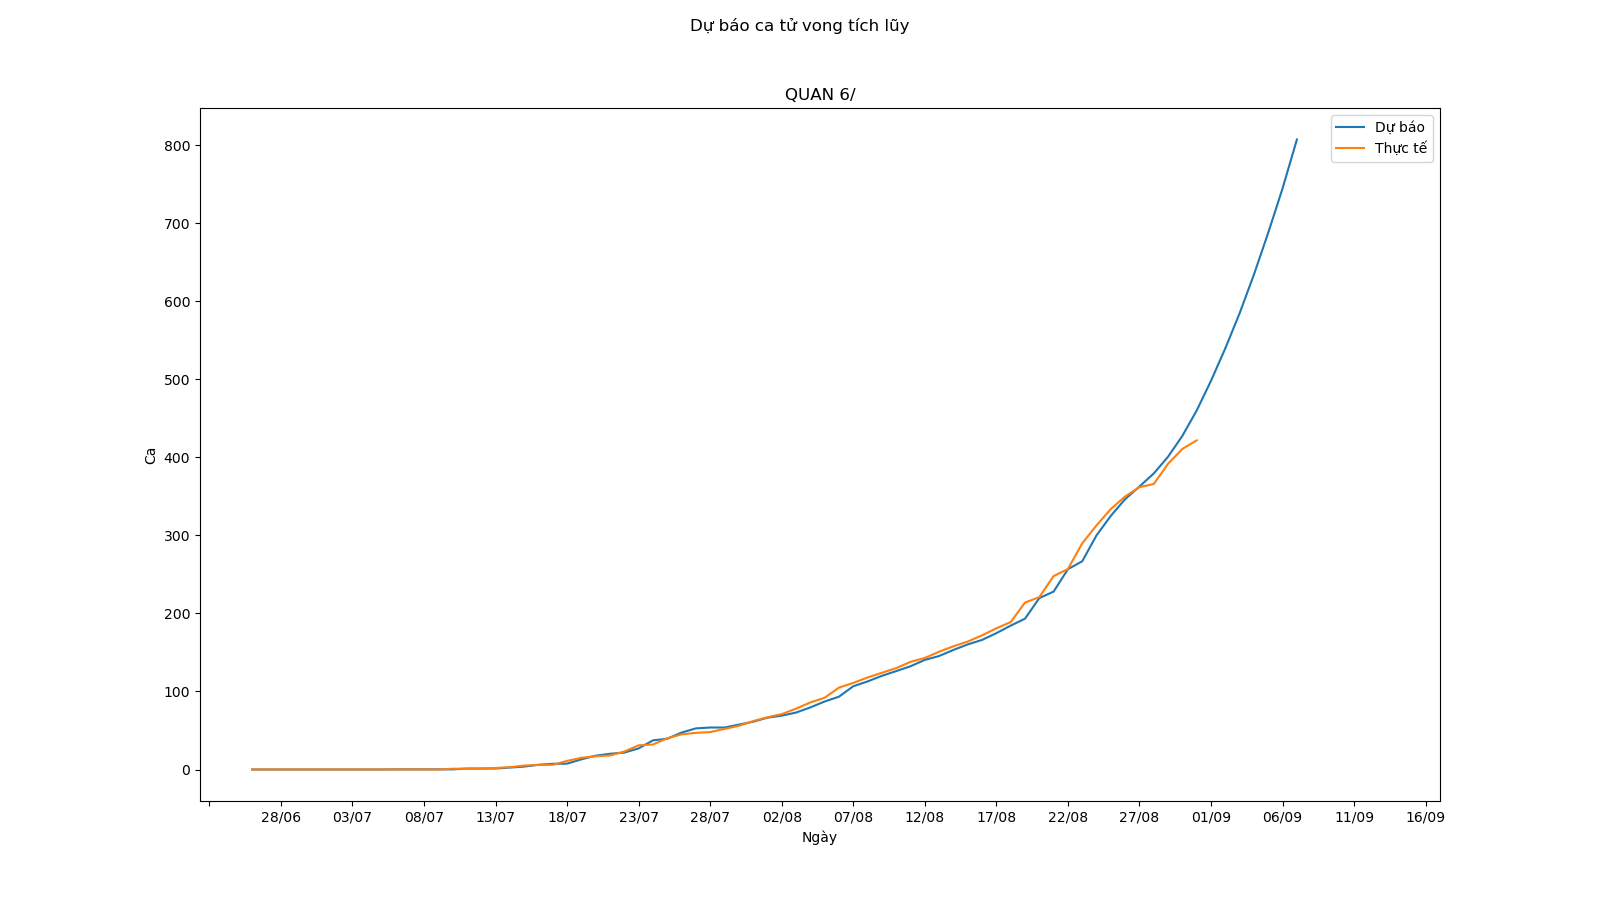 Dự báo ca tử vong tích lũy
QUAN 6/
Dự báo
Thực tế
800
700
600
500
400
300
200
100
0
Ca
28/06 03/07 08/07 13/07 18/07 23/07 28/07 02/08 07/08 12/08 17/08 22/08 27/08 01/09 06/09 11/09 16/09
Ngày